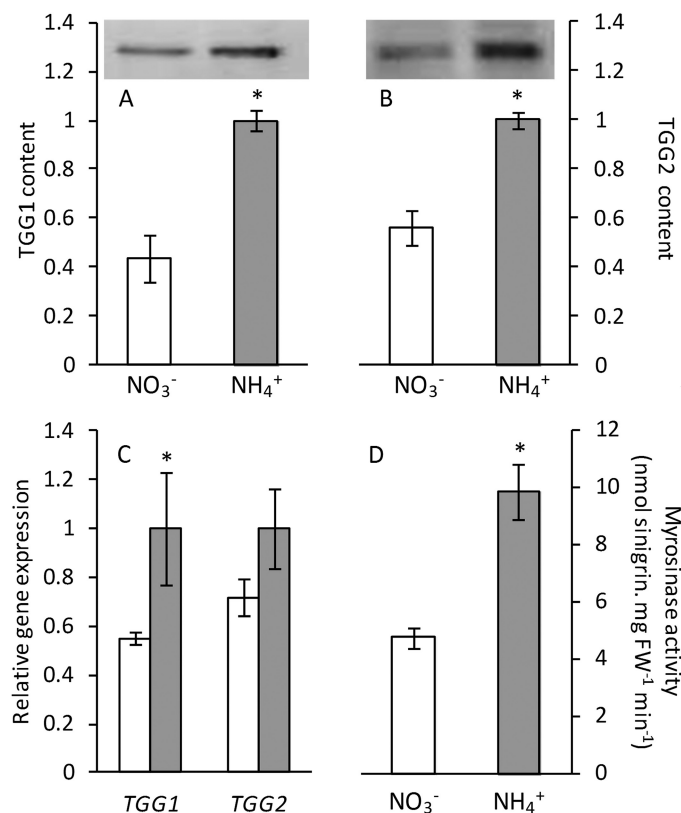 1.4
1.2
1
0.8
0.6
0.4
0.2
0
TGG1 content
A
*
NO₃⁻ NH₄⁺
B
*
NO₃⁻ NH₄⁺
1.4
1.2
1
0.8
0.6
0.4
0.2
0
TGG2 content
1.4
1.2
1
0.8
0.6
0.4
0.2
0
Relative gene expression
C
*
TGG1 TGG2
D
*
NO₃⁻ NH₄⁺
12
10
8
6
4
2
0
Myrosinase activity
(nmol sinigrin. mg FW⁻¹ min⁻¹)